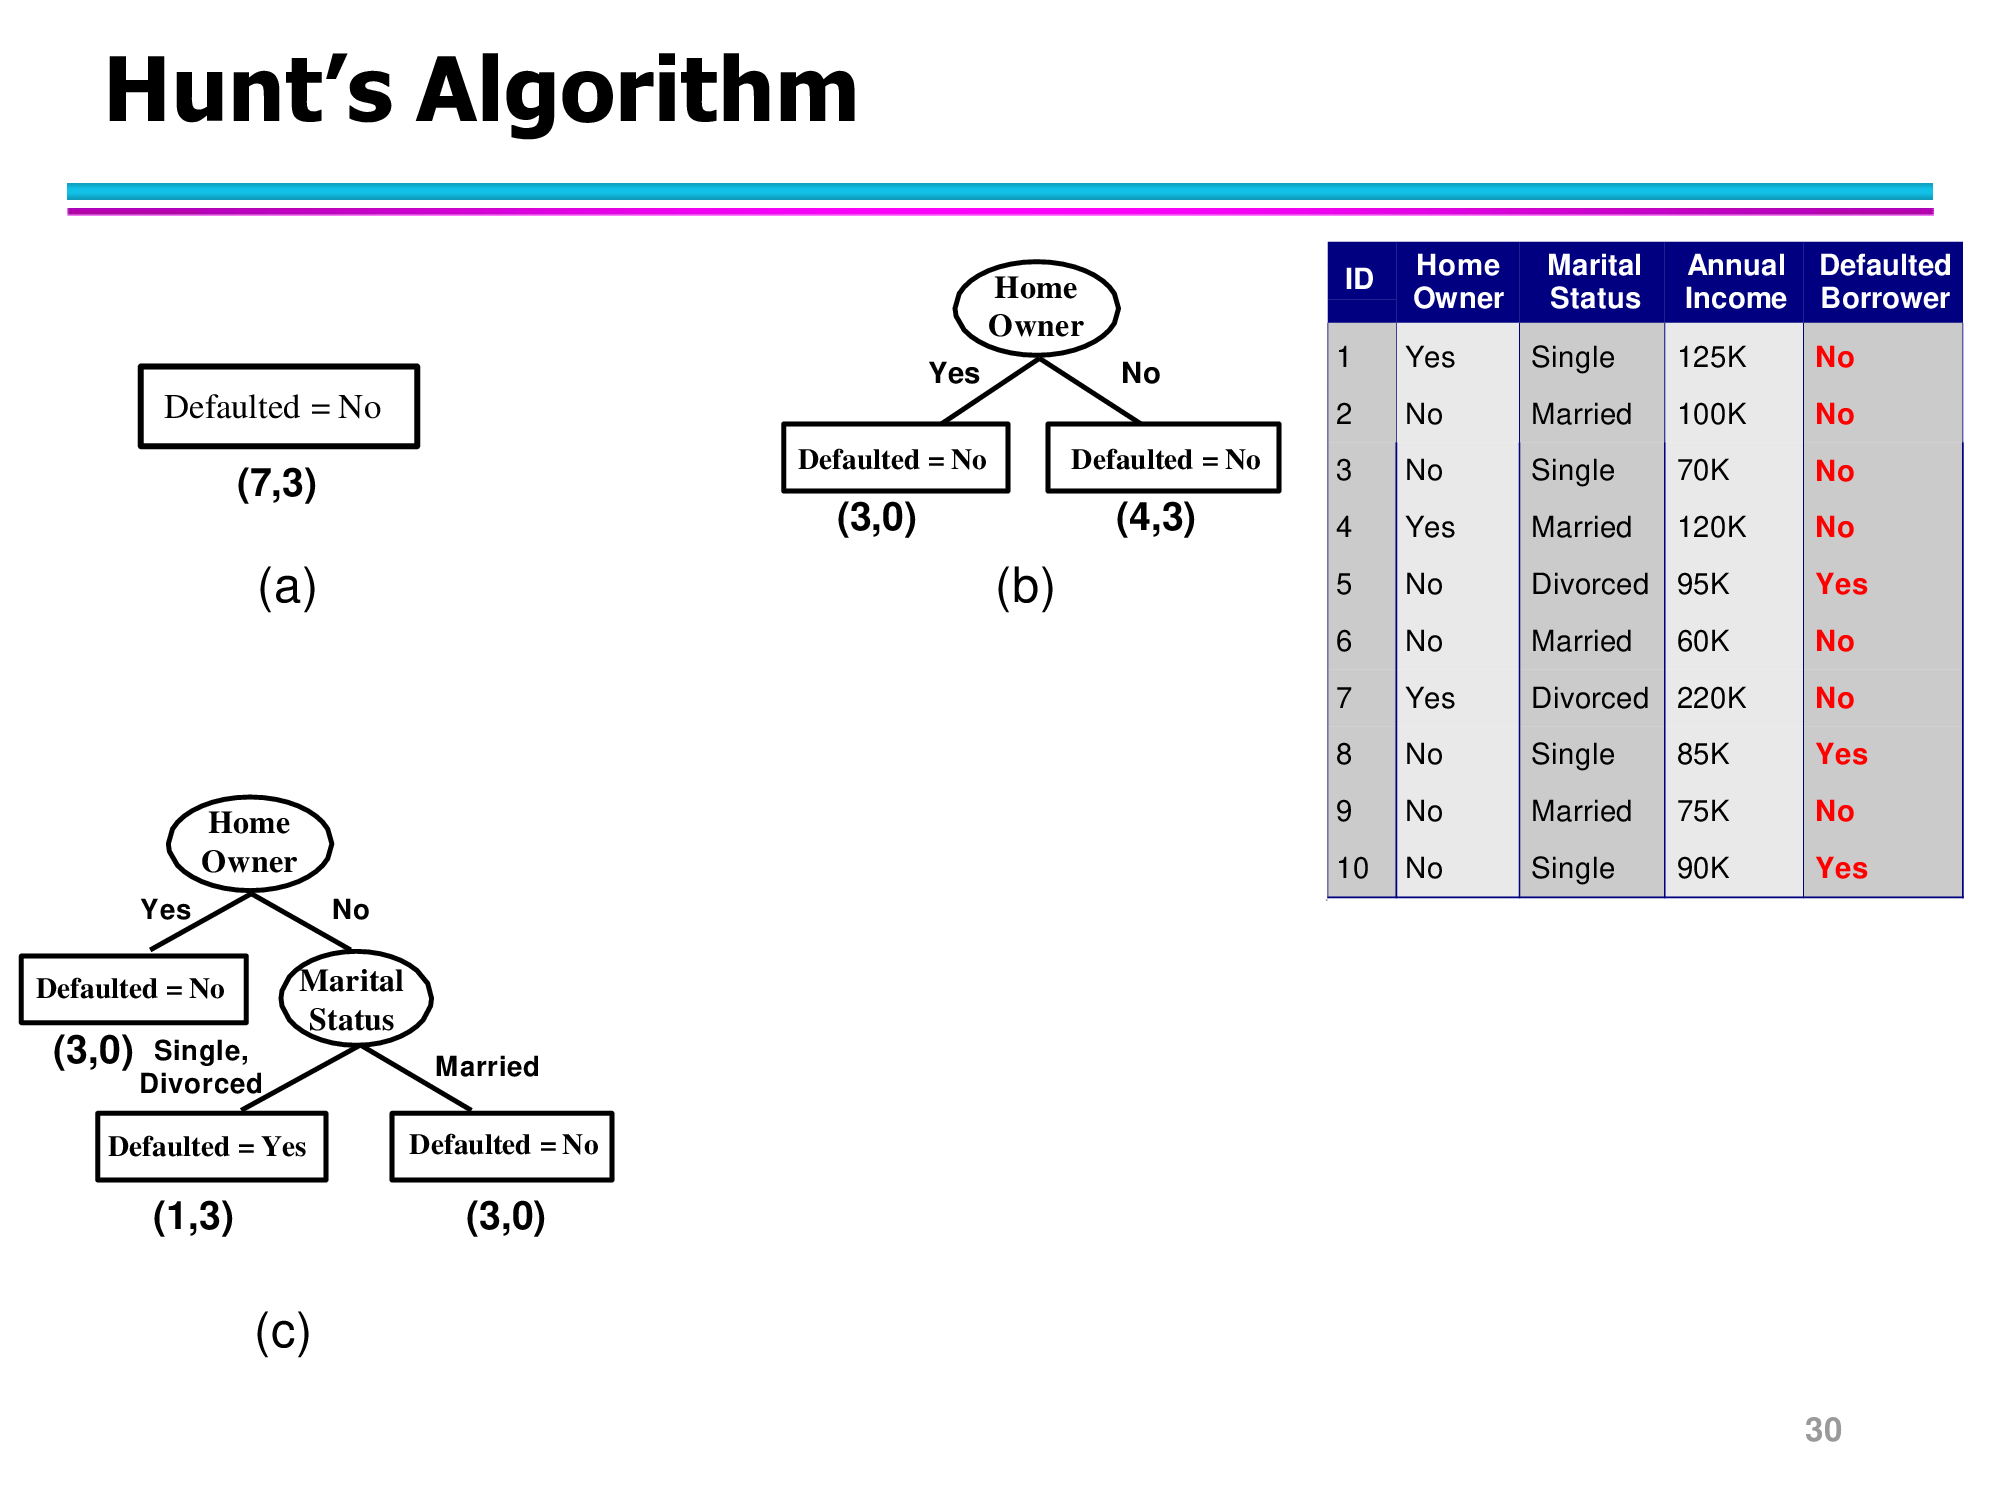 Hunt’s Algorithm
Defaulted = No
(7,3)
(a)
Home
Owner
Yes No
Defaulted = No Defaulted = No
(3,0) (4,3)
(b)
ID Home Owner Marital Status Annual Income Defaulted Borrower
1 Yes Single 125K No
2 No Married 100K No
3 No Single 70K No
4 Yes Married 120K No
5 No Divorced 95K Yes
6 No Married 60K No
7 Yes Divorced 220K No
8 No Single 85K Yes
9 No Married 75K No
10 No Single 90K Yes
Home
Owner
Yes No
Defaulted = No
Marital
Status
(3,0)
Single,
Divorced
Married
Defaulted = Yes Defaulted = No
(1,3) (3,0)
(c)
30